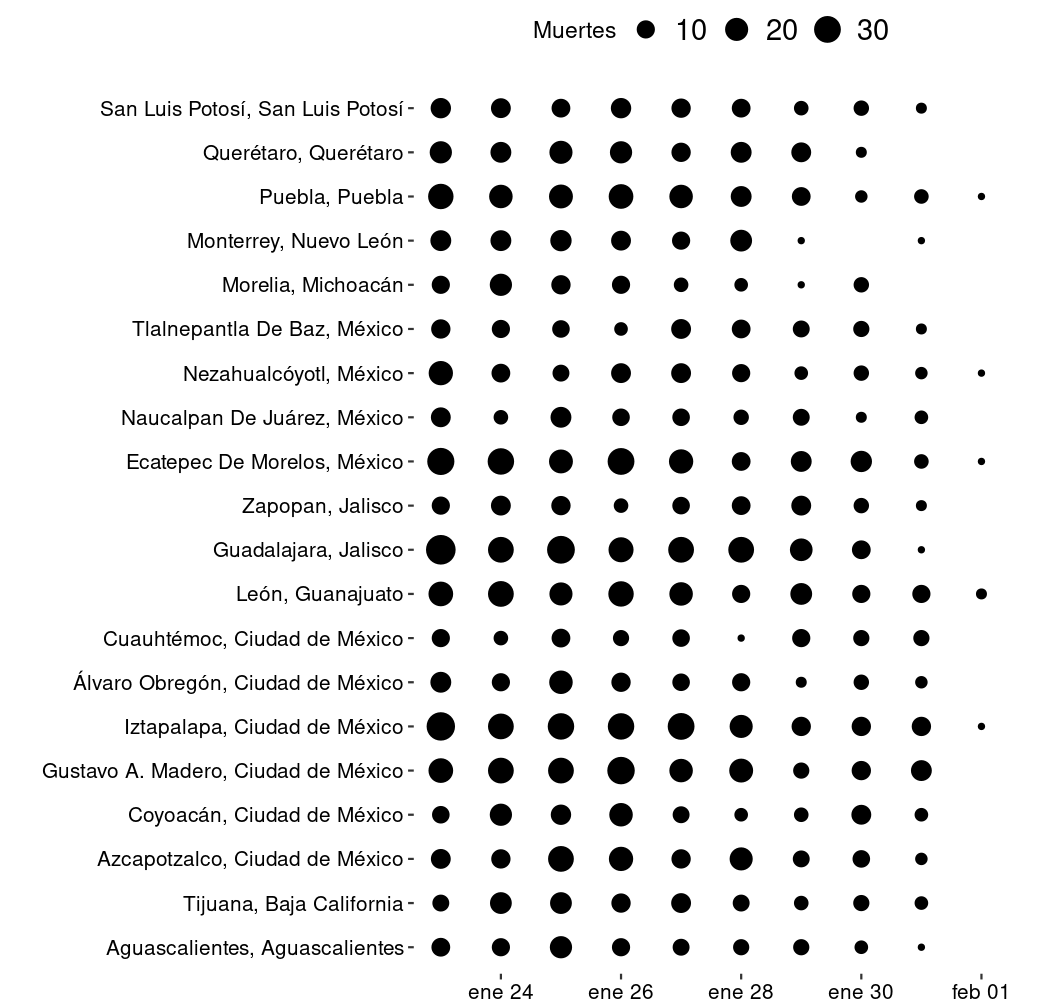 Muertes 10 20 30
San Luis Potosí, San Luis Potosí
Querétaro, Querétaro
Puebla, Puebla
Monterrey, Nuevo León
Morelia, Michoacán
Tlalnepantla De Baz, México
Nezahualcóyotl, México
Naucalpan De Juárez, México
Ecatepec De Morelos, México
Zapopan, Jalisco
Guadalajara, Jalisco
León, Guanajuato
Cuauhtémoc, Ciudad de México
Álvaro Obregón, Ciudad de México
Iztapalapa, Ciudad de México
Gustavo A. Madero, Ciudad de México
Coyoacán, Ciudad de México
Azcapotzalco, Ciudad de México
Tijuana, Baja California
Aguascalientes, Aguascalientes
ene 24 ene 26 ene 28 ene 30 feb 01